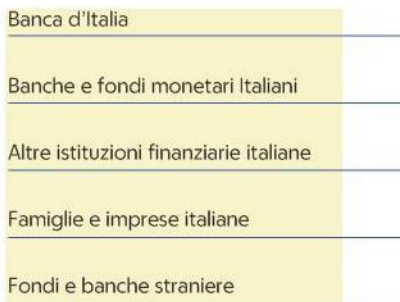 Banca d'Italia
Banche e fondi monetari Italiani
Altre istituzioni finanziarie italiane
Famiglie e imprese italiane
Fondi e banche straniere